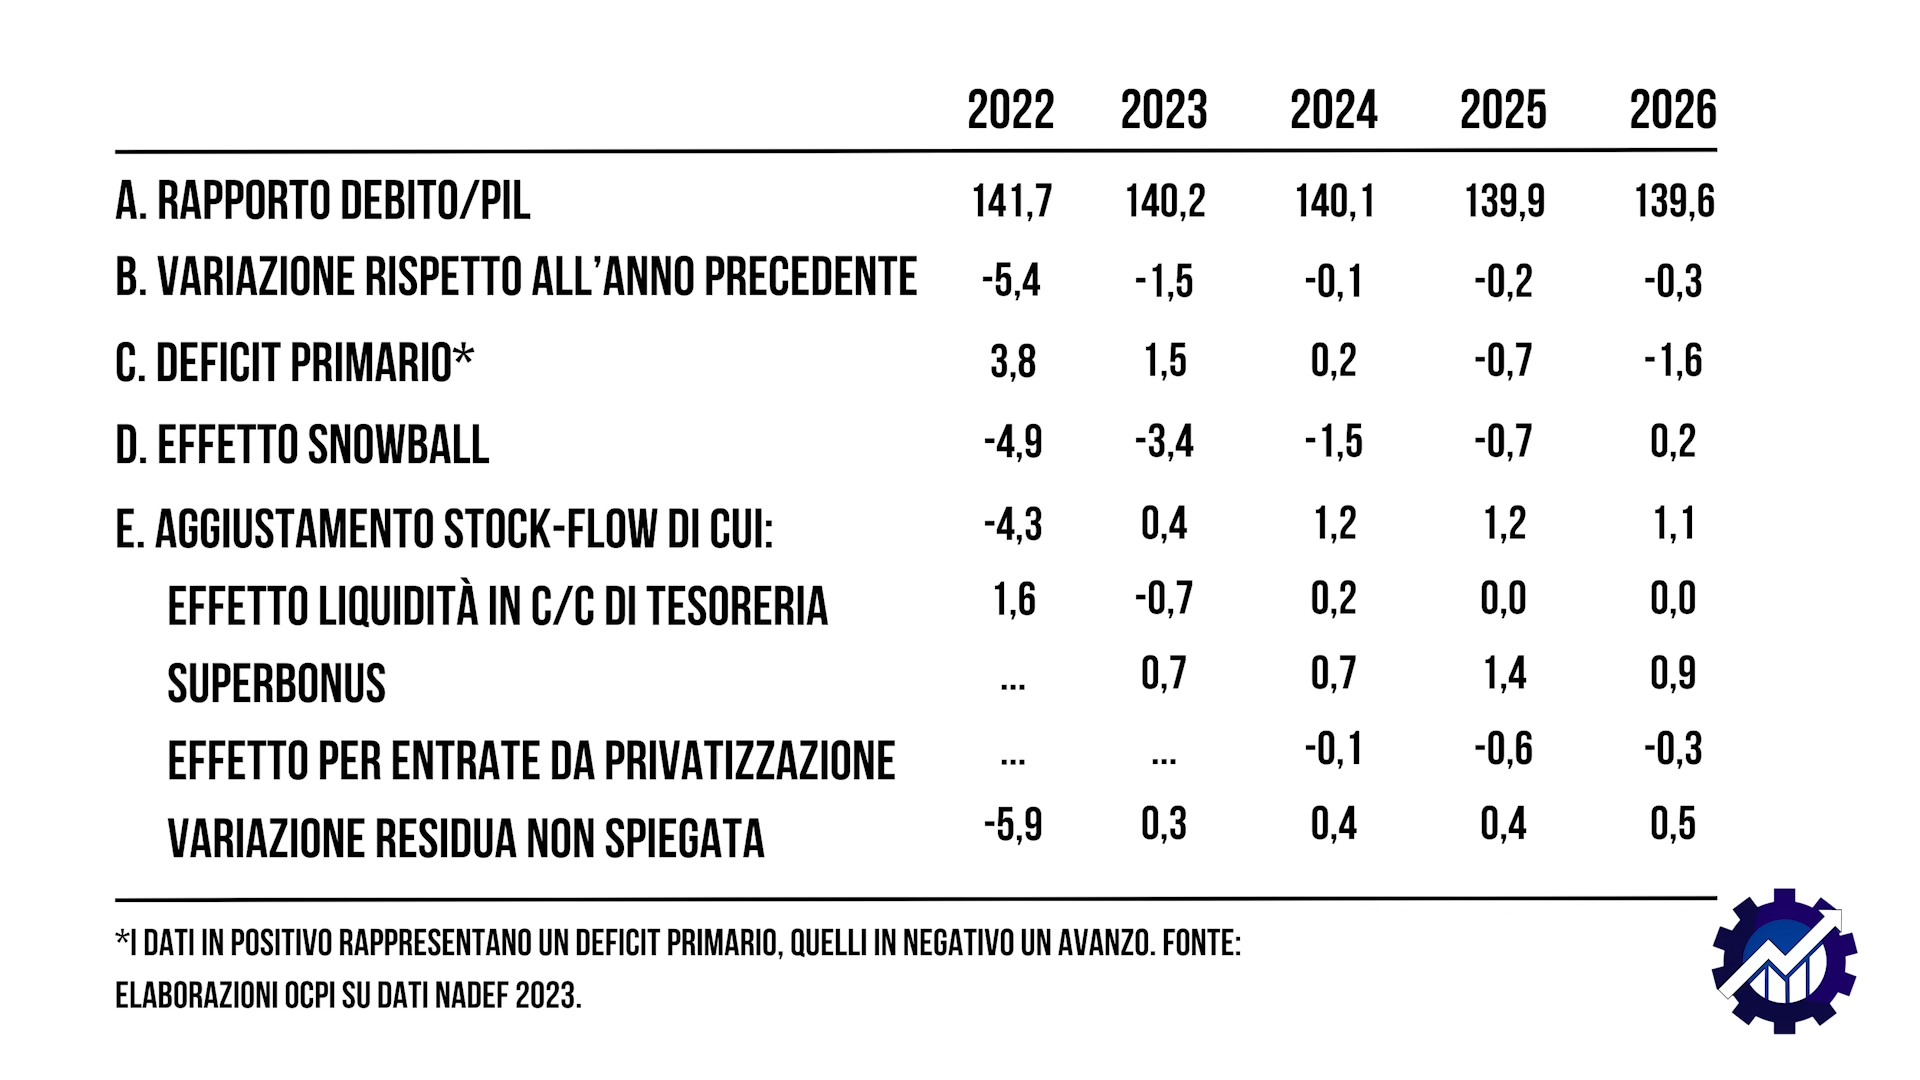 2022 2023 2024 2025 2026
A. RAPPORTO DEBITO/PIL 141,7 140,2 140,1 139,9 139,6
B. VARIAZIONE RISPETTO ALL’ANNO PRECEDENTE -5,4 -1,5 -0,1 -0,2 -0,3
C. DEFICIT PRIMARIO* 3,8 1,5 0,2 -0,7 -1,6
D. EFFETTO SNOWBALL -4,9 -3,4 -1,5 -0,7 0,2
E. AGGIUSTAMENTO STOCK-FLOW DI CUI: -4,3 0,4 1,2 1,2 1,1
EFFETTO LIQUIDITÀ IN C/C DI TESORERIA 1,6 -0,7 0,2 0,0 0,0
SUPERBONUS ... 0,7 0,7 1,4 0,9
EFFETTO PER ENTRATE DA PRIVATIZZAZIONE ... ... -0,1 -0,6 -0,3
VARIAZIONE RESIDUA NON SPIEGATA -5,9 0,3 0,4 0,4 0,5
*I DATI IN POSITIVO RAPPRESENTANO UN DEFICIT PRIMARIO, QUELLI IN NEGATIVO UN AVANZO. FONTE:
ELABORAZIONI OCPI SU DATI NADEF 2023.